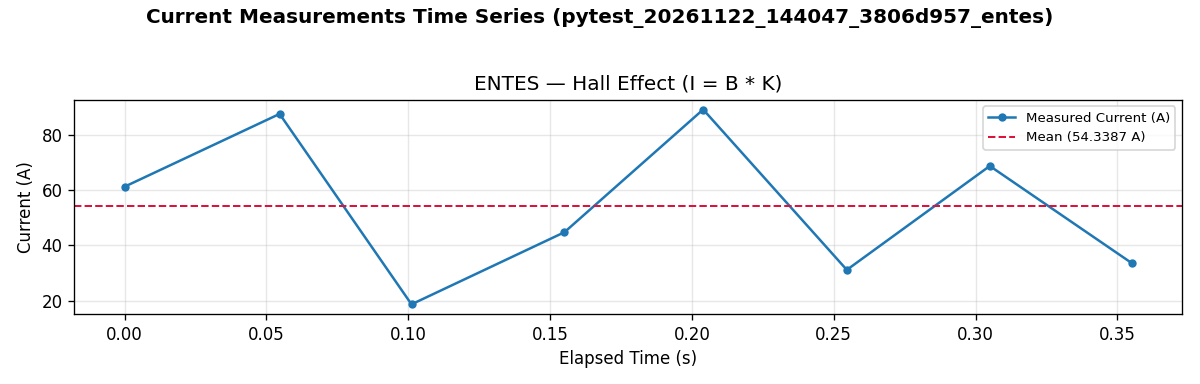 Current Measurements Time Series (pytest_20261122_144047_3806d957_entes)
ENTES — Hall Effect (I = B * K)
Current (A)
80
60
40
20
Measured Current (A)
Mean (54.3387 A)
0.00 0.05 0.10 0.15 0.20 0.25 0.30 0.35
Elapsed Time (s)